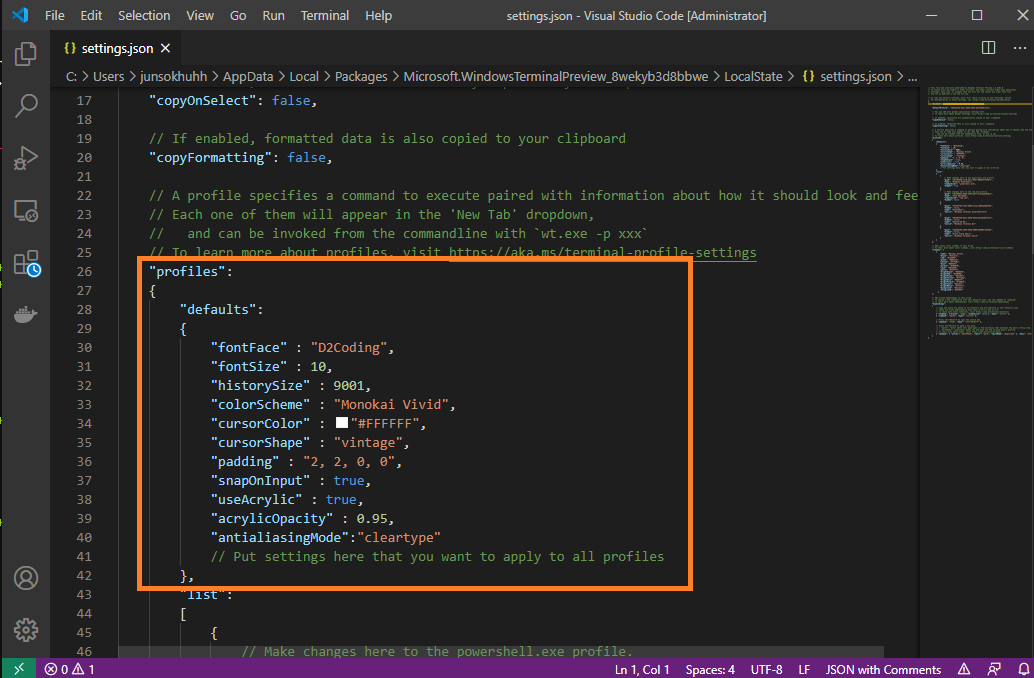 File Edit Selection View Go Run Terminal Help settings.json - Visual Studio Code [Administrator]
{} settings.json ✕
C: > Users > junsokhuhh > AppData > Local > Packages > Microsoft.WindowsTerminalPreview_8wekyb3d8bbwe > LocalState > {} settings.json > ...
17 "copyOnSelect": false,
18
19 // If enabled, formatted data is also copied to your clipboard
20 "copyFormatting": false,
21
22 // A profile specifies a command to execute paired with information about how it should look and fee
23 // Each one of them will appear in the 'New Tab' dropdown,
24 //   and can be invoked from the commandline with `wt.exe -p xxx`
25 // To learn more about profiles, visit https://aka.ms/terminal-profile-settings
26 "profiles":
27 {
28 "defaults":
29 {
30 "fontFace" : "D2Coding",
31 "fontSize" : 10,
32 "historySize" : 9001,
33 "colorScheme" : "Monokai Vivid",
34 "cursorColor" : "#FFFFFF",
35 "cursorShape" : "vintage",
36 "padding" : "2, 2, 0, 0",
37 "snapOnInput" : true,
38 "useAcrylic" : true,
39 "acrylicOpacity" : 0.95,
40 "antialiasingMode":"cleartype"
41 // Put settings here that you want to apply to all profiles
42 },
43 "list":
44 [
45 {
46 // Make changes here to the powershell.exe profile.
0 1 Ln 1, Col 1 Spaces: 4 UTF-8 LF JSON with Comments